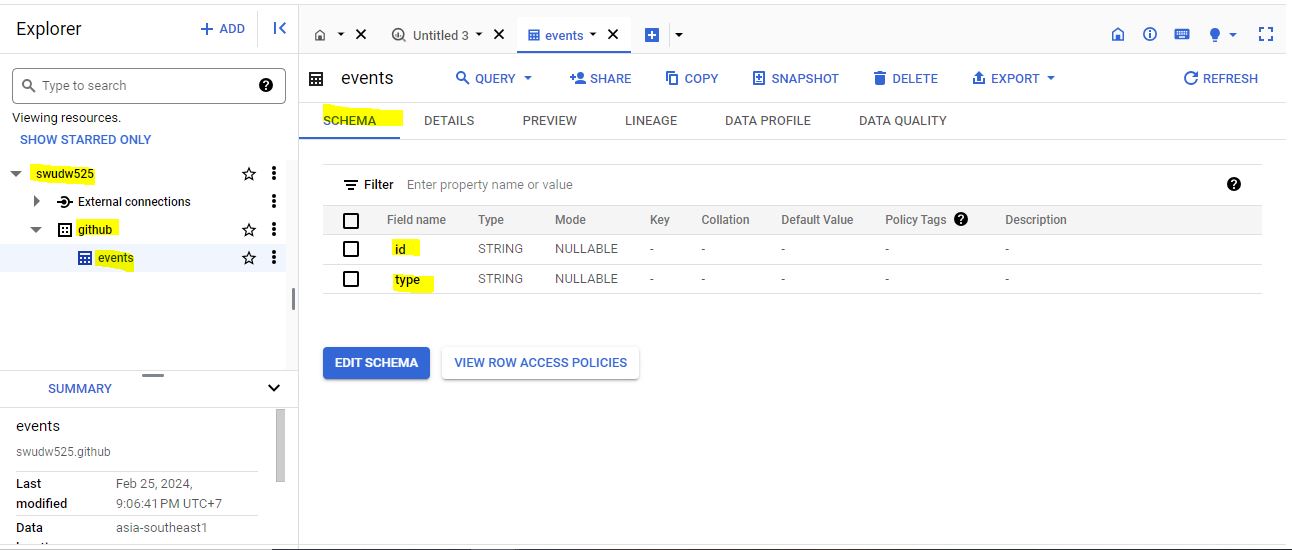 Explorer
+ ADD
Untitled 3
events
Type to search
Viewing resources.
SHOW STARRED ONLY
swudw525
External connections
github
events
SUMMARY
events
swudw525.github
Last modified
Feb 25, 2024, 9:06:41 PM UTC+7
Data
asia-southeast1
events
QUERY
SHARE
COPY
SNAPSHOT
DELETE
EXPORT
REFRESH
SCHEMA DETAILS PREVIEW LINEAGE DATA PROFILE DATA QUALITY
Filter Enter property name or value
Field name Type Mode Key Collation Default Value Policy Tags Description
id STRING NULLABLE - - - - -
type STRING NULLABLE - - - - -
EDIT SCHEMA
VIEW ROW ACCESS POLICIES